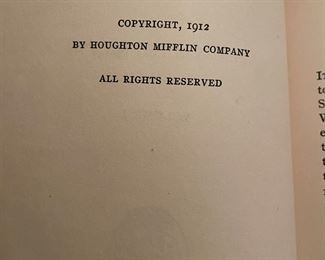 COPYRIGHT, 1912
BY HOUGHTON MIFFLIN COMPANY
ALL RIGHTS RESERVED